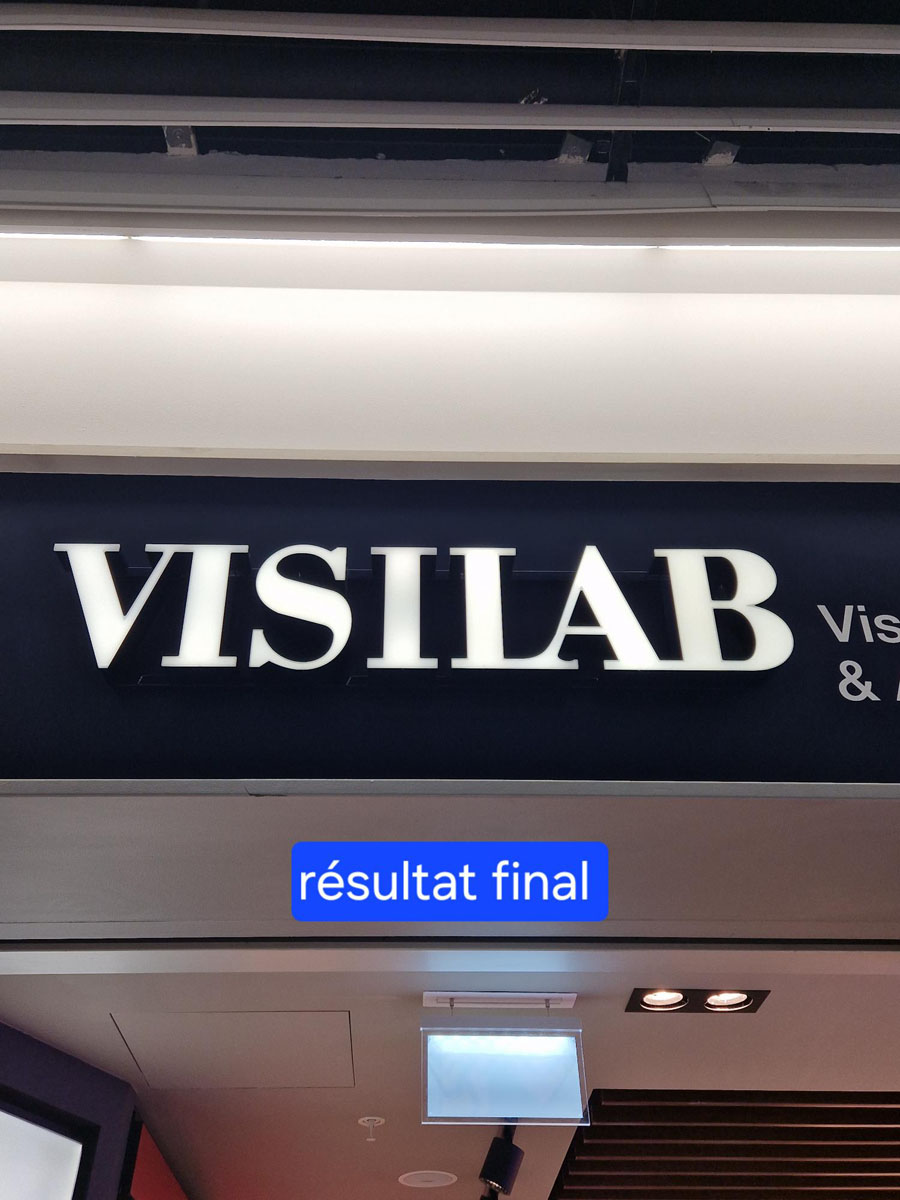 VISILAB
&
résultat final